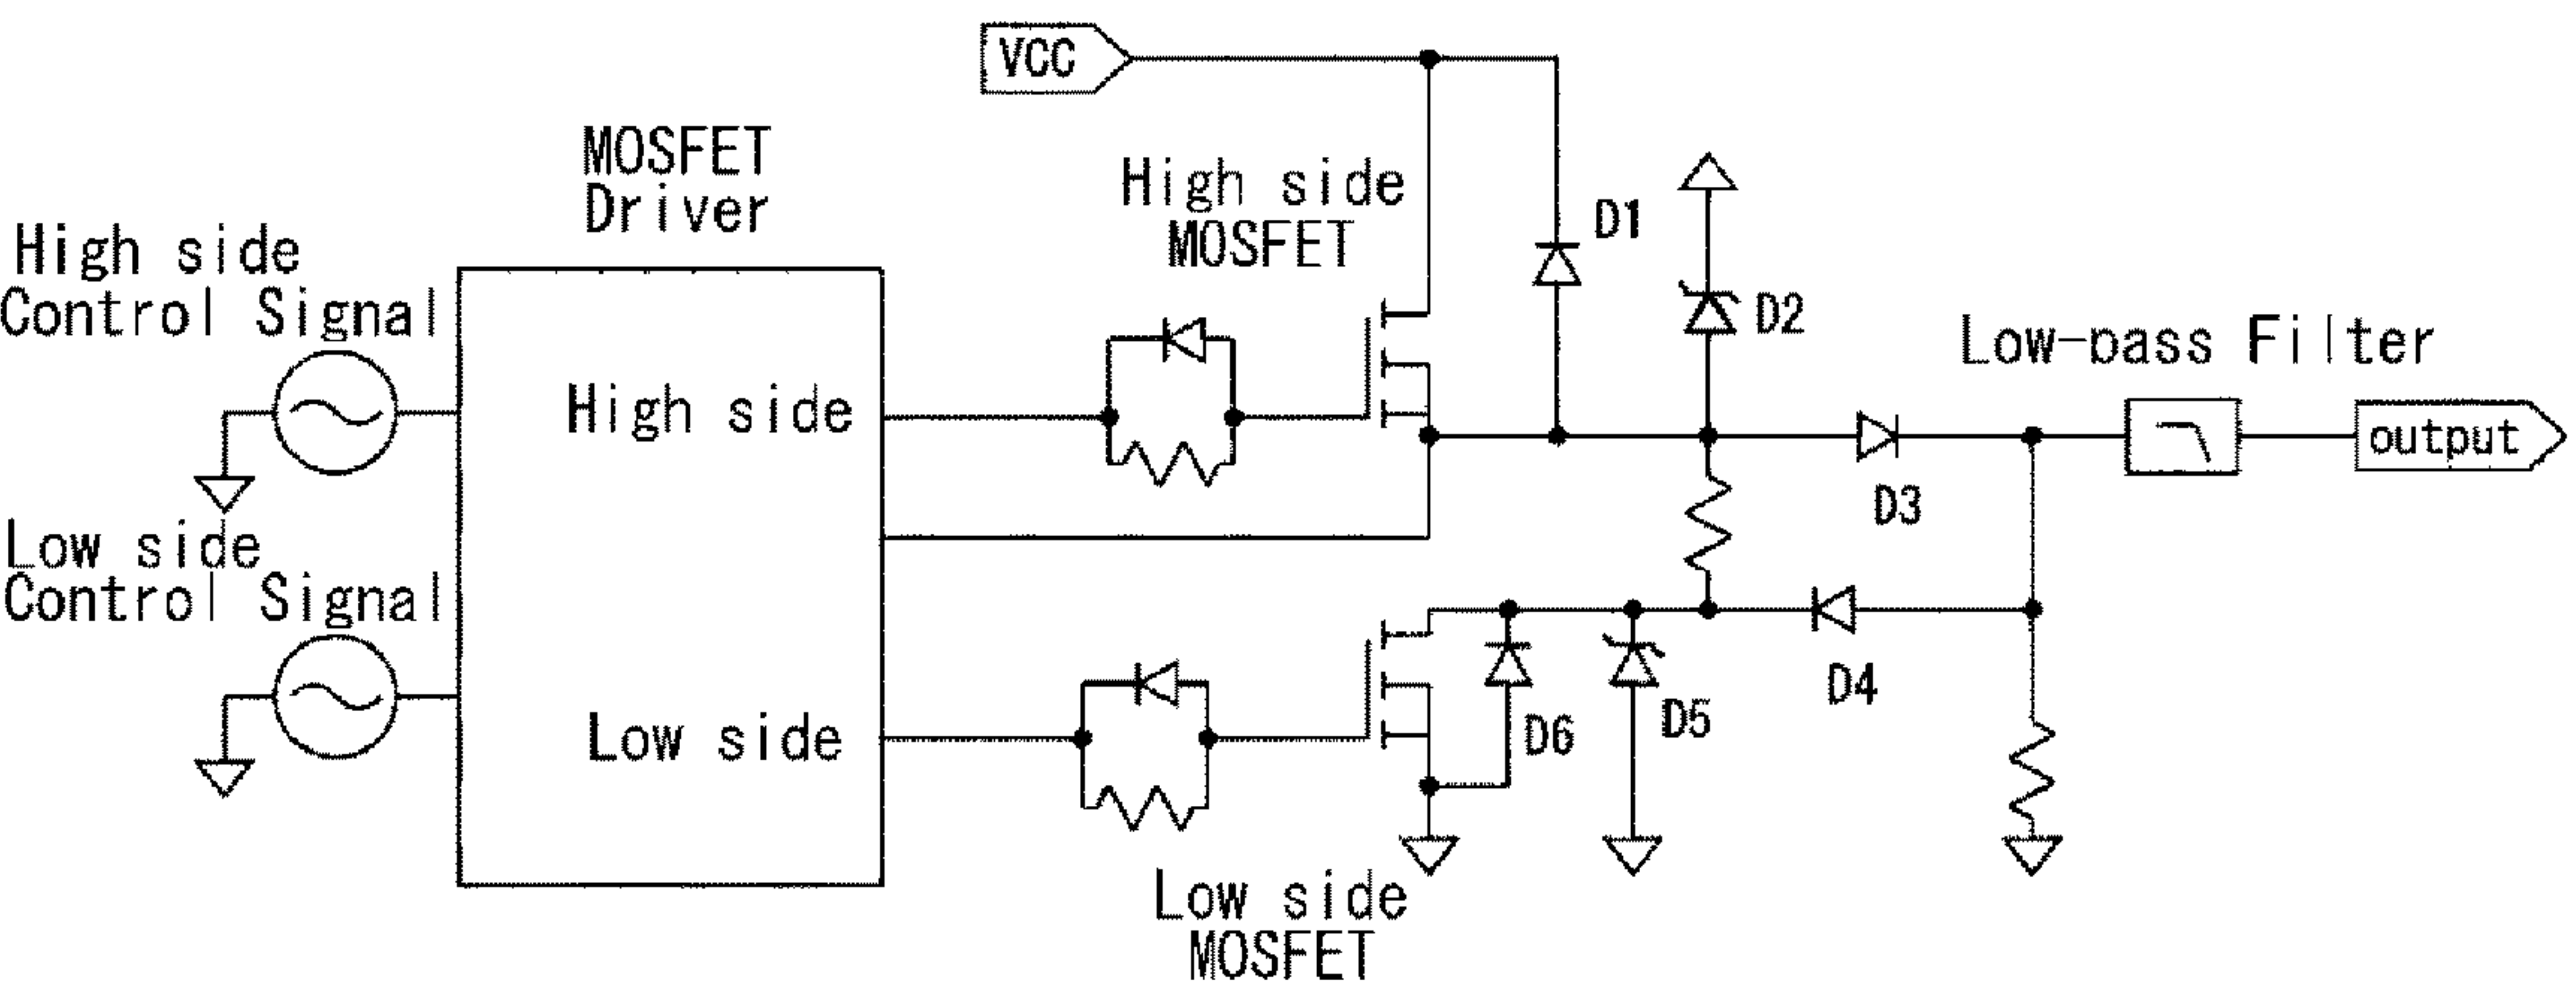 VCC
MOSFET
Driver
High side
MOSFET
D1
High side
Control Signal
D2
Low-pass Filter
High side
output
D3
Low side
Control Signal
D4
D5
D6
Low side
Low side
MOSFET